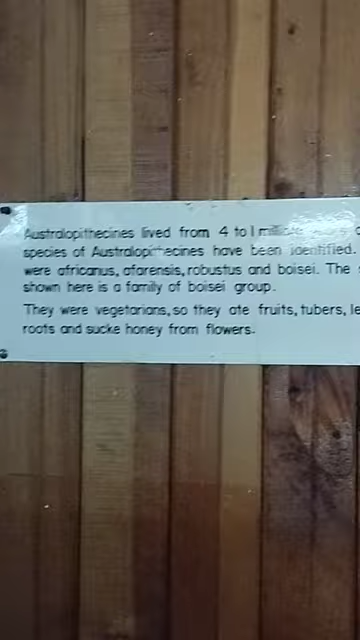 Australopithecines lived from 4 to 1 million years
species of Australopithecines have been identified.
were africanus, afarensis, robustus and boisei. The
shown here is a family of boisei group.
They were vegetarians, so they ate fruits, tubers,
roots and sucke honey from flowers.